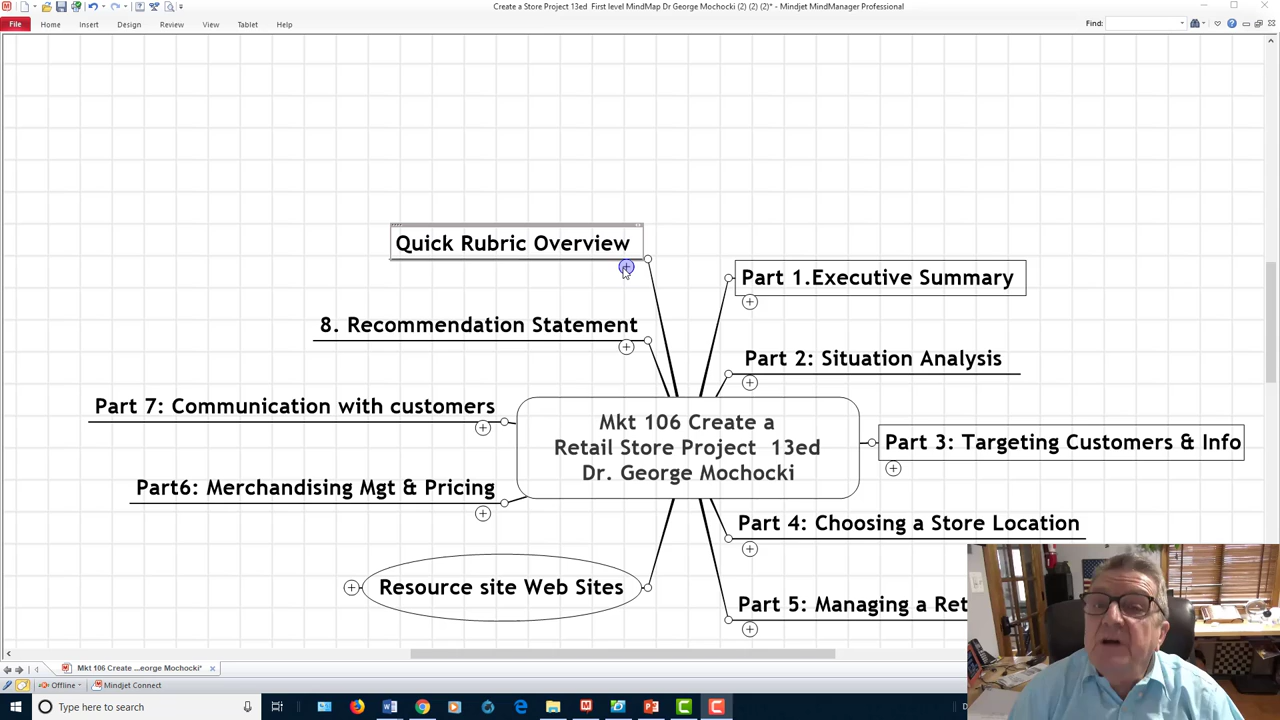 Create a Store Project 13ed First level MindMap Dr George Mochocki (2) (2) (2)* - Mindjet MindManager Professional
File Home Insert Design Review View Tablet Help Find:
Quick Rubric Overview
Part 1.Executive Summary
8. Recommendation Statement
Part 2: Situation Analysis
Part 7: Communication with customers
Mkt 106 Create a
Retail Store Project 13ed
Dr. George Mochocki
Part 3: Targeting Customers & Info
Part6: Merchandising Mgt & Pricing
Part 4: Choosing a Store Location
Resource site Web Sites
Part 5: Managing a Ret
Mkt 106 Create ...eorge Mochocki*
Offline Mindjet Connect
Type here to search